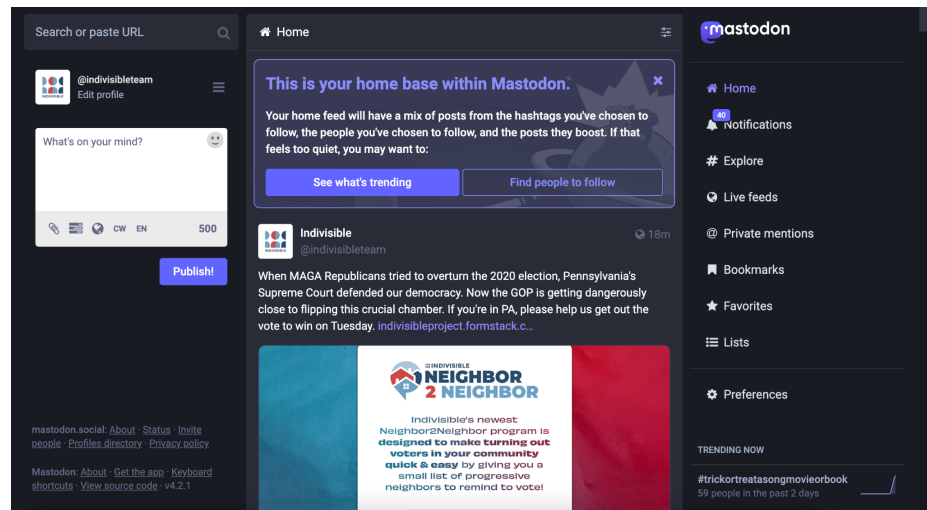 Search or paste URL
@indivisibleteam
Edit profile
What's on your mind?
CW EN 500
Publish!
mastodon.social: About · Status · Invite
people · Profiles directory · Privacy policy
Mastodon: About · Get the app · Keyboard
shortcuts · View source code · v4.2.1
Home
This is your home base within Mastodon.
Your home feed will have a mix of posts from the hashtags you've chosen to
follow, the people you've chosen to follow, and the posts they boost. If that
feels too quiet, you may want to:
See what's trending
Find people to follow
Indivisible
@indivisibleteam
18m
When MAGA Republicans tried to overturn the 2020 election, Pennsylvania's
Supreme Court defended our democracy. Now the GOP is getting dangerously
close to flipping this crucial chamber. If you're in PA, please help us get out the
vote to win on Tuesday. indivisibleproject.formstack.c...
INDIVISIBLE
NEIGHBOR
2 NEIGHBOR
Indivisible's newest
Neighbor2Neighbor program is
designed to make turning out
voters in your community
quick & easy by giving you a
small list of progressive
neighbors to remind to vote!
mastodon
Home
40
Notifications
# Explore
Live feeds
@ Private mentions
Bookmarks
Favorites
Lists
Preferences
TRENDING NOW
#trickortreatasongmovieorbook
59 people in the past 2 days